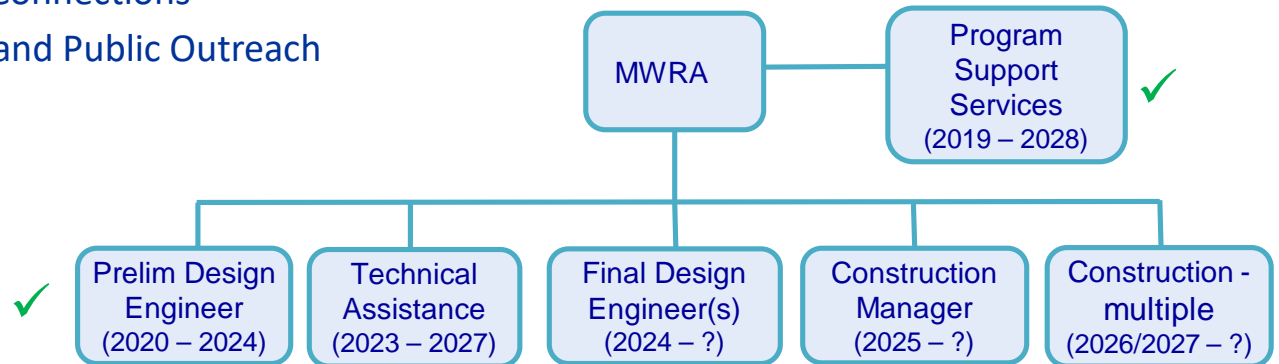 and Public Outreach
MWRA
Program
Support
Services
(2019 – 2028)
Prelim Design
Engineer
(2020 – 2024)
Technical
Assistance
(2023 – 2027)
Final Design
Engineer(s)
(2024 – ?)
Construction
Manager
(2025 – ?)
Construction -
multiple
(2026/2027 – ?)